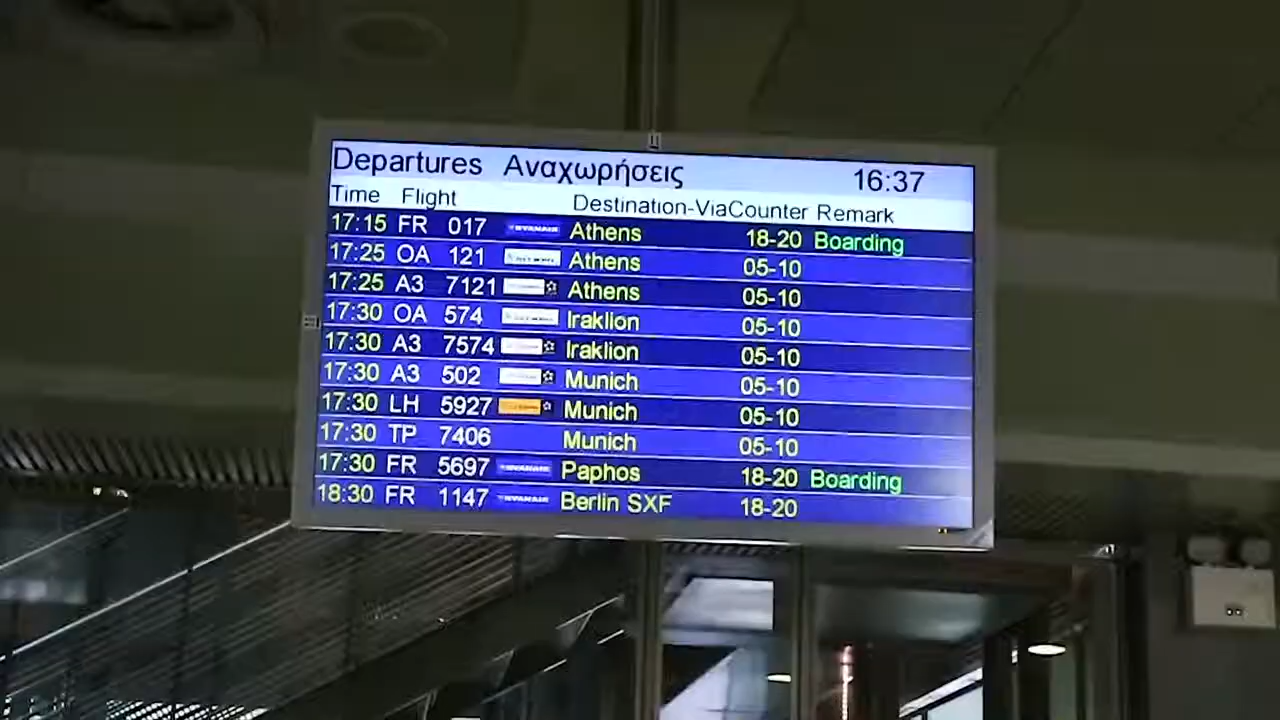 Departures Αναχωρήσεις 16:37
Time Flight Destination-ViaCounter Remark
17:15 FR 017 RYANAIR Athens 18-20 Boarding
17:25 OA 121 Athens 05-10
17:25 A3 7121 Athens 05-10
17:30 OA 574 Iraklion 05-10
17:30 A3 7574 Iraklion 05-10
17:30 A3 502 Munich 05-10
17:30 LH 5927 Munich 05-10
17:30 TP 7406 Munich 05-10
17:30 FR 5697 RYANAIR Paphos 18-20 Boarding
18:30 FR 1147 RYANAIR Berlin SXF 18-20